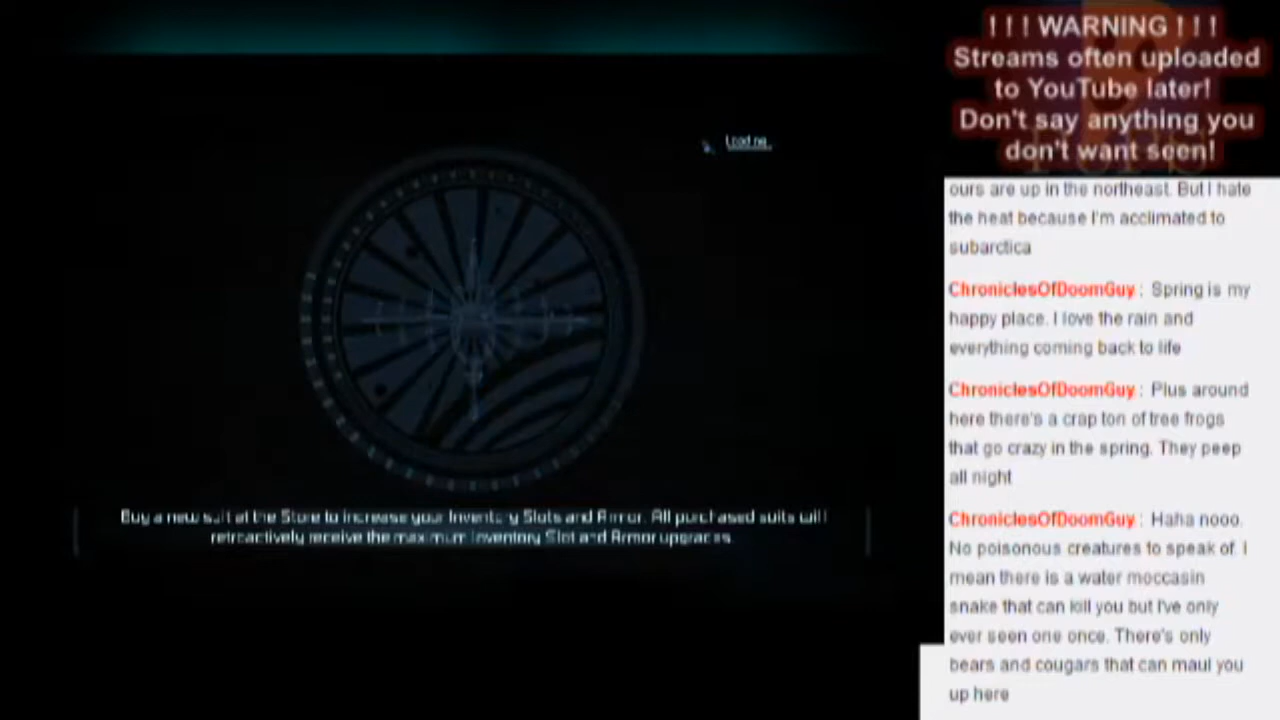 ! ! ! WARNING ! ! !
Streams often uploaded
to YouTube later!
Don't say anything you
don't want seen!
Loading...
Buy a new suit at the Store to increase your Inventory Slots and Armor. All purchased suits will
retroactively receive the maximum Inventory Slot and Armor upgrades.
ours are up in the northeast. But I hate
the heat because I'm acclimated to
subarctica
ChroniclesOfDoomGuy : Spring is my
happy place. I love the rain and
everything coming back to life
ChroniclesOfDoomGuy : Plus around
here there's a crap ton of tree frogs
that go crazy in the spring. They peep
all night
ChroniclesOfDoomGuy : Haha nooo.
No poisonous creatures to speak of. I
mean there is a water moccasin
snake that can kill you but I've only
ever seen one once. There's only
bears and cougars that can maul you
up here